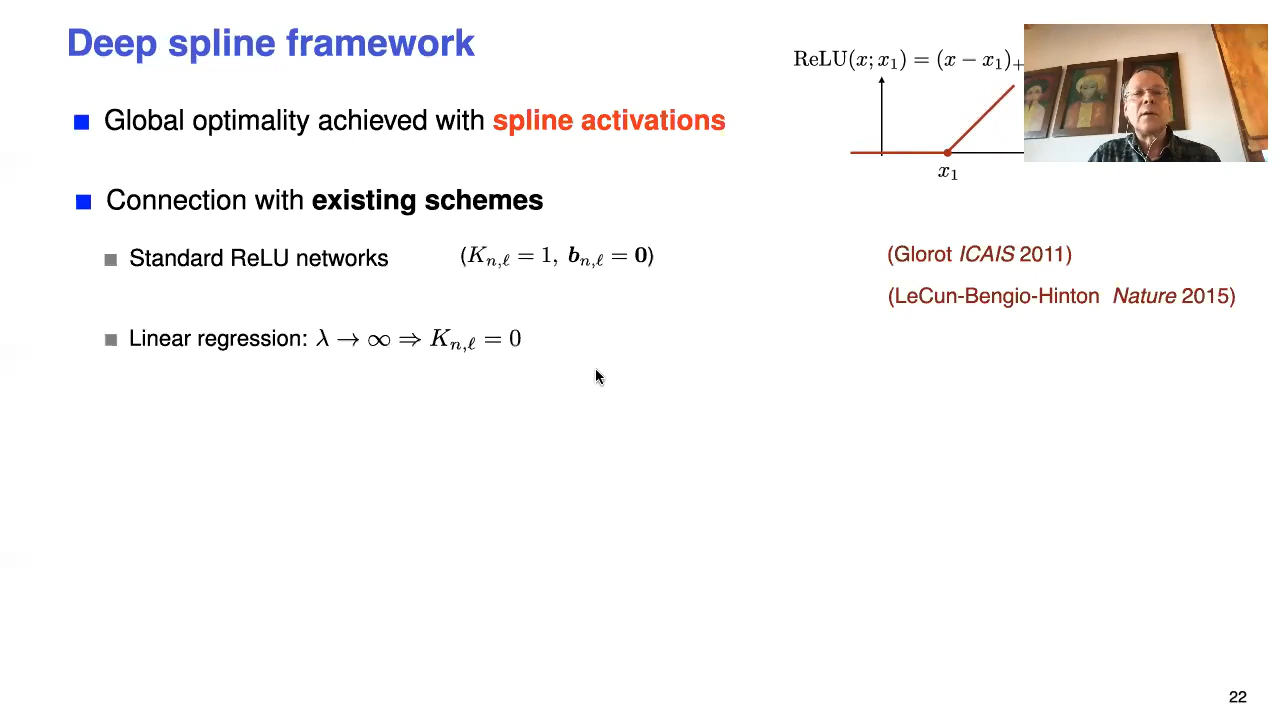 Deep spline framework
ReLU(x; x₁) = (x − x₁)₊
Global optimality achieved with spline activations
x₁
Connection with existing schemes
Standard ReLU networks (Kₙ,ℓ = 1, bₙ,ℓ = 0) (Glorot ICAIS 2011)
(LeCun-Bengio-Hinton Nature 2015)
Linear regression: λ → ∞ ⇒ Kₙ,ℓ = 0
22